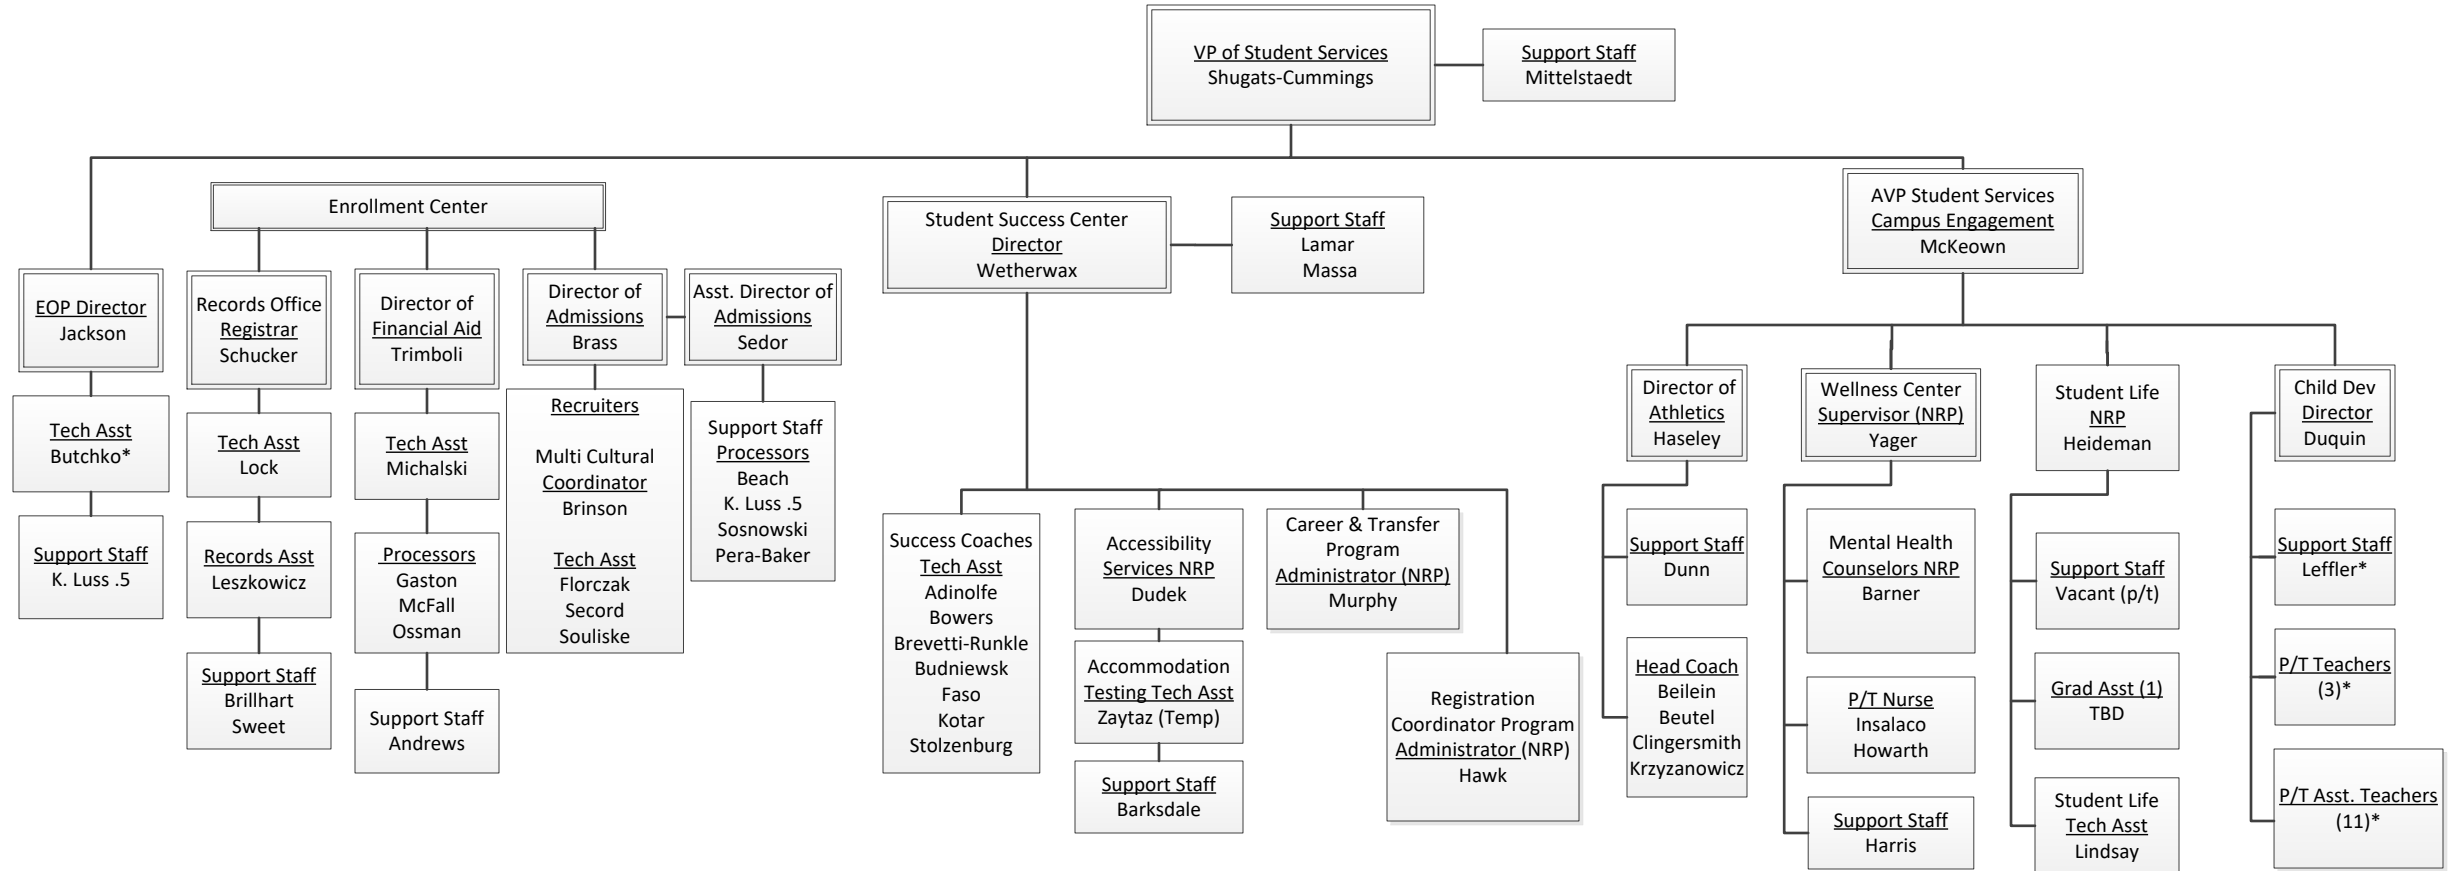 VP of Student Services
Shugats-Cummings
Support Staff
Mittelstaedt
Enrollment Center
EOP Director
Jackson
Tech Asst
Butchko*
Support Staff
K. Luss .5
Records Office
Registrar
Schucker
Tech Asst
Lock
Records Asst
Leszkowicz
Support Staff
Brillhart
Sweet
Director of
Financial Aid
Trimboli
Tech Asst
Michalski
Processors
Gaston
McFall
Ossman
Support Staff
Andrews
Director of
Admissions
Brass
Recruiters
Multi Cultural
Coordinator
Brinson
Tech Asst
Florczak
Secord
Souliske
Asst. Director of
Admissions
Sedor
Support Staff
Processors
Beach
K. Luss .5
Sosnowski
Pera-Baker
Student Success Center
Director
Wetherwax
Support Staff
Lamar
Massa
Success Coaches
Tech Asst
Adinolfe
Bowers
Brevetti-Runkle
Budniewsk
Faso
Kotar
Stolzenburg
Accessibility
Services NRP
Dudek
Accommodation
Testing Tech Asst
Zaytaz (Temp)
Support Staff
Barksdale
Career & Transfer
Program
Administrator (NRP)
Murphy
Registration
Coordinator Program
Administrator (NRP)
Hawk
AVP Student Services
Campus Engagement
McKeown
Director of
Athletics
Haseley
Support Staff
Dunn
Head Coach
Beilein
Beutel
Clingersmith
Krzyzanowicz
Wellness Center
Supervisor (NRP)
Yager
Mental Health
Counselors NRP
Barner
P/T Nurse
Insalaco
Howarth
Support Staff
Harris
Student Life
NRP
Heideman
Support Staff
Vacant (p/t)
Grad Asst (1)
TBD
Student Life
Tech Asst
Lindsay
Child Dev
Director
Duquin
Support Staff
Leffler*
P/T Teachers
(3)*
P/T Asst. Teachers
(11)*